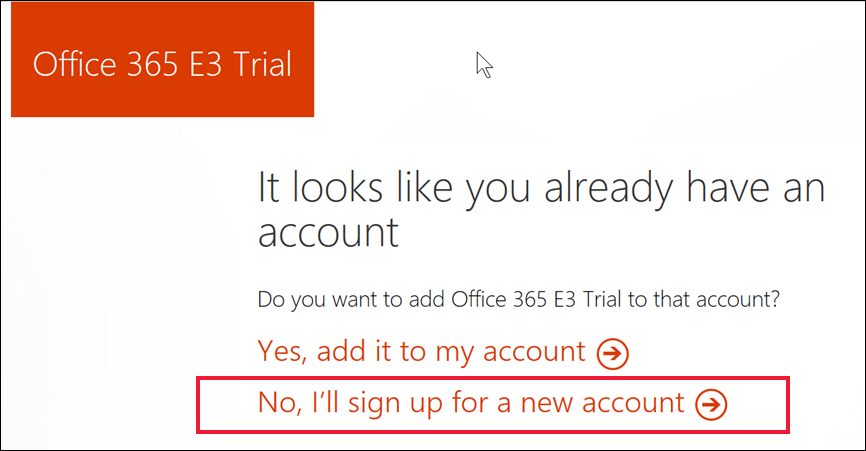 Office 365 E3 Trial
It looks like you already have an
account
Do you want to add Office 365 E3 Trial to that account?
Yes, add it to my account
No, I’ll sign up for a new account